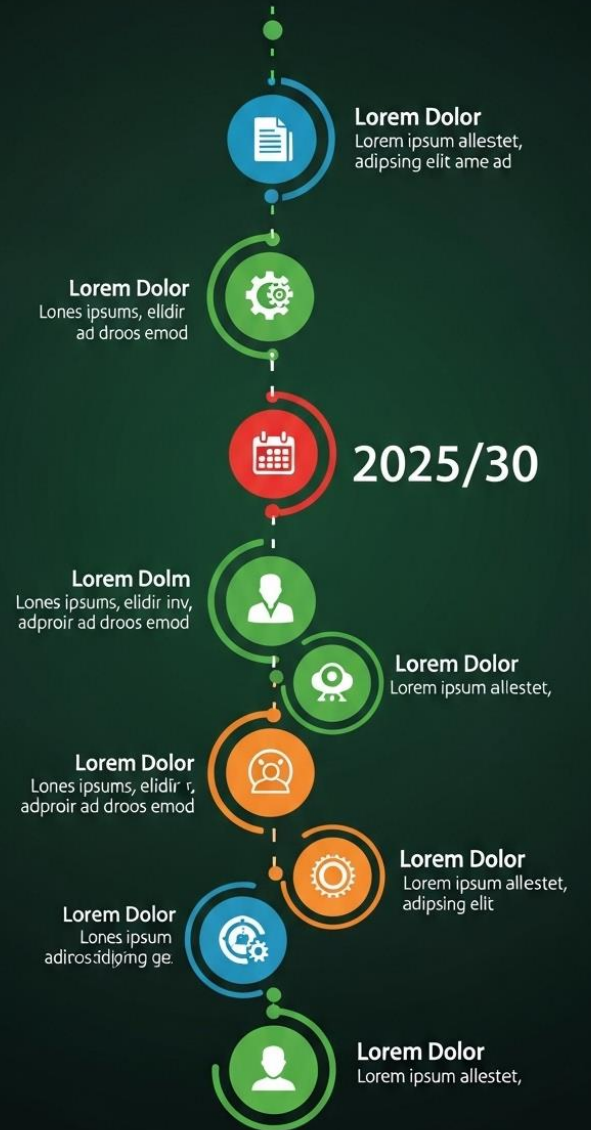 Lorem Dolor
Lorem ipsum allestet,
adipsing elit ame ad
Lorem Dolor
Lones ipsums, elldir
ad droos emod
2025/30
Lorem Dolm
Lones ipsums, elidir inv,
adproir ad droos emod
Lorem Dolor
Lorem ipsum allestet,
Lorem Dolor
Lones ipsums,
adproir ad droos emod
Lorem Dolor
Lorem ipsum allestet,
adipsing elit
Lorem Dolor
Lones ipsum
ge.
Lorem Dolor
Lorem ipsum allestet,